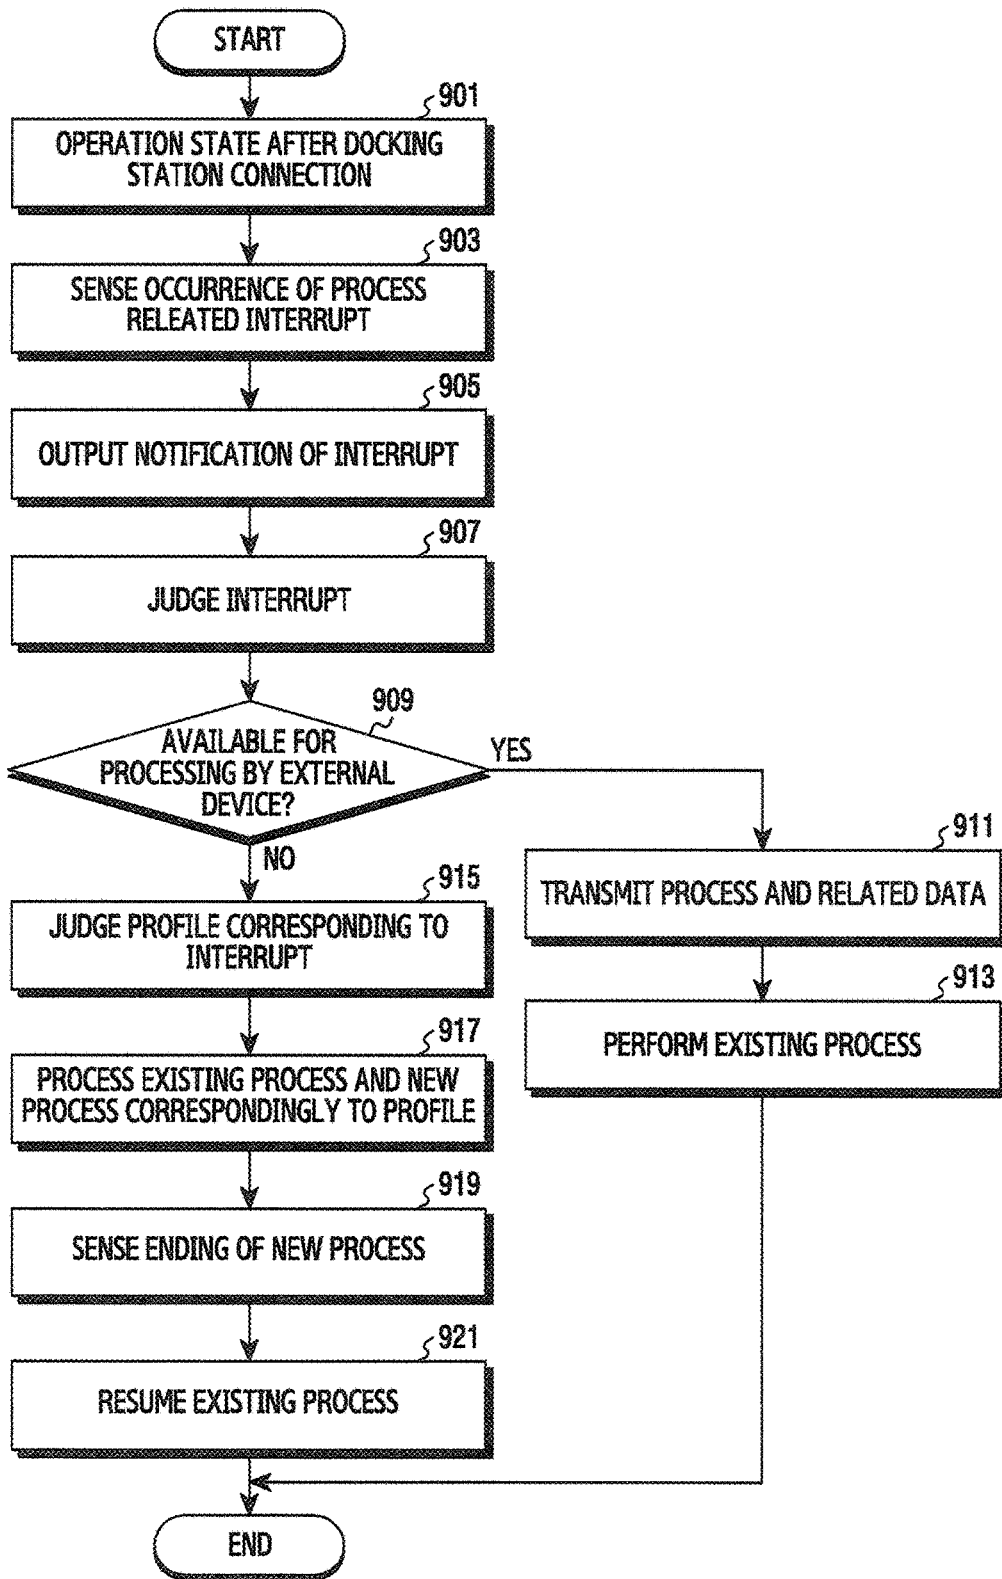 START
901
OPERATION STATE AFTER DOCKING
STATION CONNECTION
903
SENSE OCCURRENCE OF PROCESS
RELEATED INTERRUPT
905
OUTPUT NOTIFICATION OF INTERRUPT
907
JUDGE INTERRUPT
909
AVAILABLE FOR
PROCESSING BY EXTERNAL
DEVICE?
YES
NO
911
TRANSMIT PROCESS AND RELATED DATA
913
PERFORM EXISTING PROCESS
915
JUDGE PROFILE CORRESPONDING TO
INTERRUPT
917
PROCESS EXISTING PROCESS AND NEW
PROCESS CORRESPONDINGLY TO PROFILE
919
SENSE ENDING OF NEW PROCESS
921
RESUME EXISTING PROCESS
END